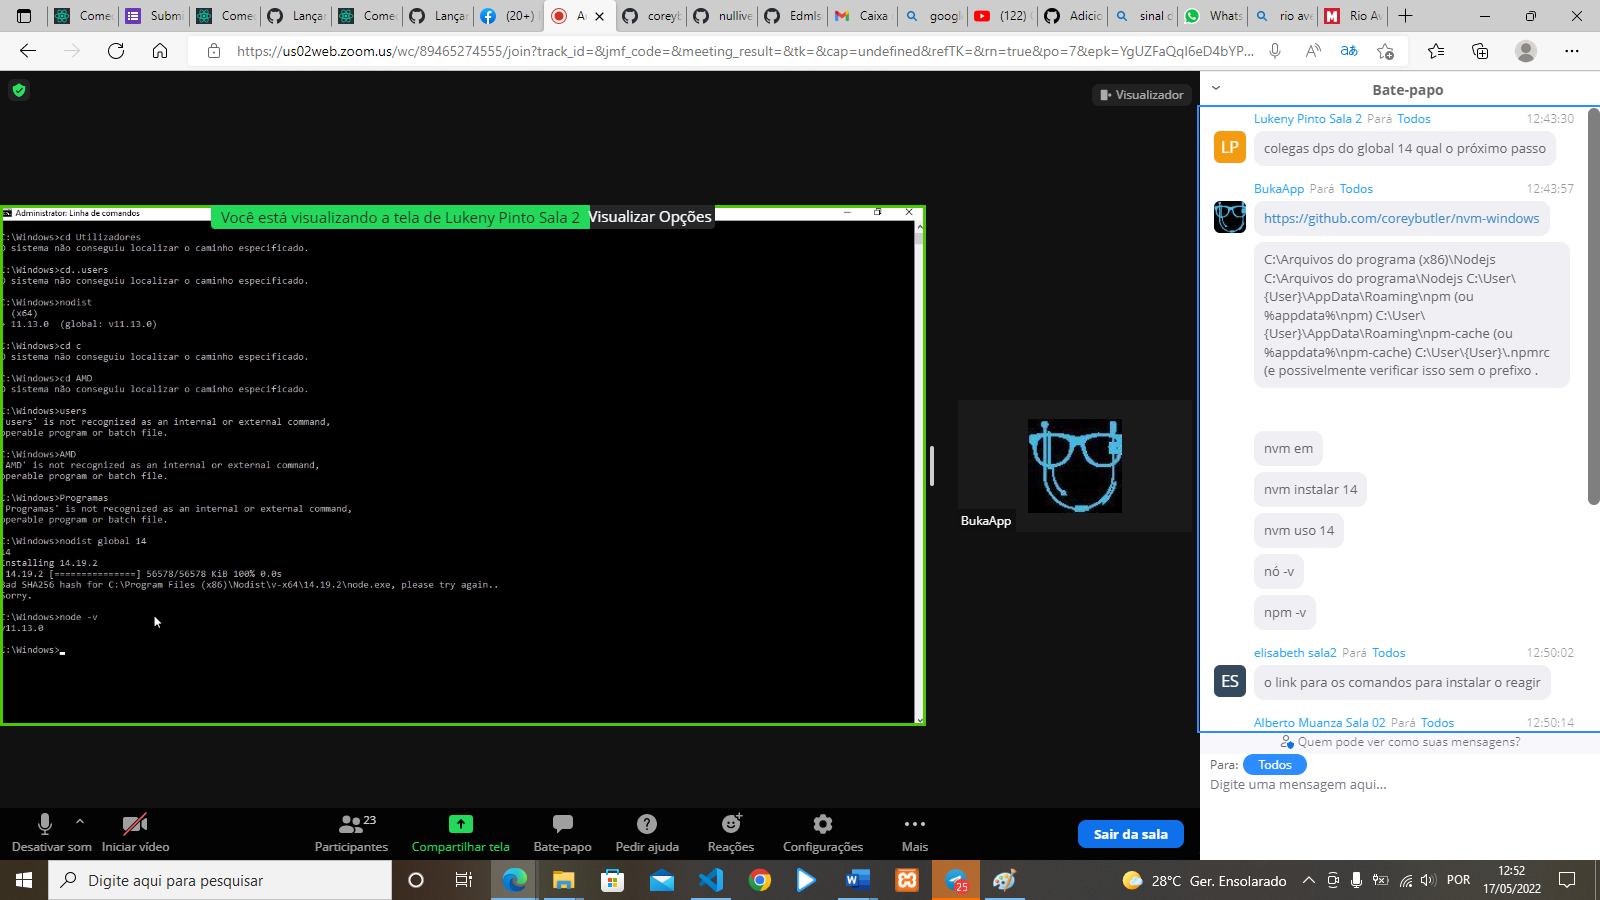 Come
Submi
Come
Lançar
Come
Lançar
(20+)
coreyb
nullive
Edmls
Caixa
googl
(122)
Adicio
sinal d
Whats
rio ave
Rio Av
https://us02web.zoom.us/wc/89465274555/join?track_id=&jmf_code=&meeting_result=&tk=&cap=undefined&refTK=&rn=true&po=7&epk=YgUZFaQqI6eD4bYP...
Visualizador
Administrator: Linha de comandos
Você está visualizando a tela de Lukeny Pinto Sala 2 Visualizar Opções
C:\Windows>cd Utilizadores
O sistema não conseguiu localizar o caminho especificado.
C:\Windows>cd..users
O sistema não conseguiu localizar o caminho especificado.
C:\Windows>nodist
(x64)
> 11.13.0 (global: v11.13.0)
C:\Windows>cd c
O sistema não conseguiu localizar o caminho especificado.
C:\Windows>cd AMD
O sistema não conseguiu localizar o caminho especificado.
C:\Windows>users
'users' is not recognized as an internal or external command,
operable program or batch file.
C:\Windows>AMD
'AMD' is not recognized as an internal or external command,
operable program or batch file.
C:\Windows>Programas
'Programas' is not recognized as an internal or external command,
operable program or batch file.
C:\Windows>nodist global 14
14
Installing 14.19.2
14.19.2 [===============] 56578/56578 KiB 100% 0.0s
Bad SHA256 hash for C:\Program Files (x86)\Nodist\v-x64\14.19.2\node.exe, please try again..
Sorry.
C:\Windows>node -v
v11.13.0
C:\Windows>
BukaApp
Bate-papo
Lukeny Pinto Sala 2 Pará Todos 12:43:30
LP
colegas dps do global 14 qual o próximo passo
BukaApp Pará Todos 12:43:57
https://github.com/coreybutler/nvm-windows
C:\Arquivos do programa (x86)\Nodejs
C:\Arquivos do programa\Nodejs C:\User\
{User}\AppData\Roaming\npm (ou
%appdata%\npm) C:\User\
{User}\AppData\Roaming\npm-cache (ou
%appdata%\npm-cache) C:\User\{User}\.npmrc
(e possivelmente verificar isso sem o prefixo .
nvm em
nvm instalar 14
nvm uso 14
nó -v
npm -v
elisabeth sala2 Pará Todos 12:50:02
ES
o link para os comandos para instalar o reagir
Alberto Muanza Sala 02 Pará Todos 12:50:14
Quem pode ver como suas mensagens?
Para: Todos
Digite uma mensagem aqui...
Desativar som
Iniciar vídeo
Participantes 23
Compartilhar tela
Bate-papo
Pedir ajuda
Reações
Configurações
Mais
Sair da sala
Digite aqui para pesquisar
25
28°C Ger. Ensolarado
POR
12:52
17/05/2022